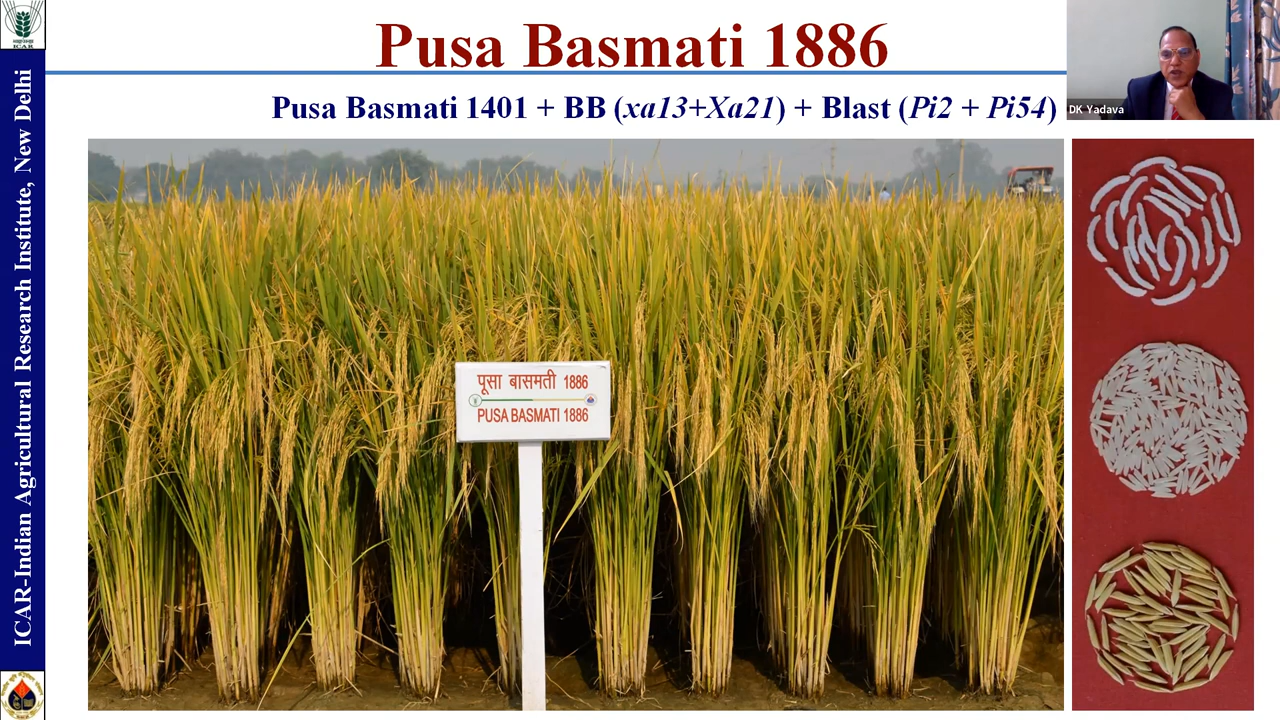 Pusa Basmati 1886
Pusa Basmati 1401 + BB (xa13+Xa21) + Blast (Pi2 + Pi54)
DK Yadava
ICAR-Indian Agricultural Research Institute, New Delhi
ICAR
पूसा बासमती 1886
PUSA BASMATI 1886